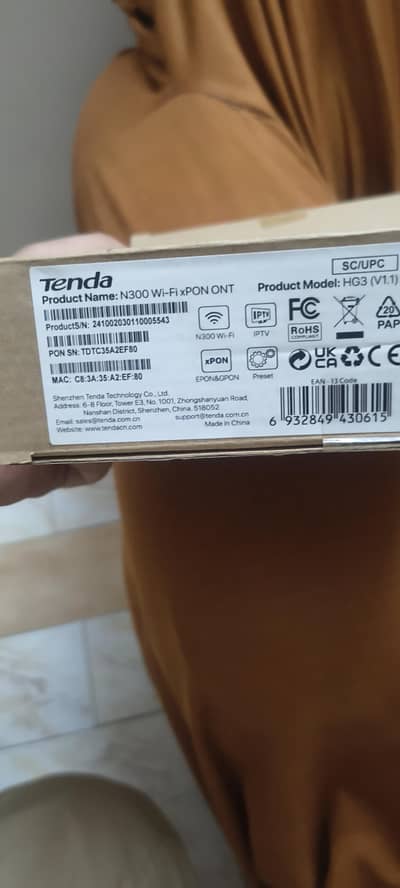 SC/UPC
Tenda
Product Name: N300 Wi-Fi xPON ONT
Product Model: HG3 (V1.1)
ProductS/N: 241002030110005543
N300 Wi-Fi
IPTV
IPTV
FC
RoHS
COMPLIANT
20
PAP
PON SN: TDTC35A2EF80
xPON
EPON&GPON
Preset
UK
CA
CE
MAC: C8:3A:35:A2:EF:80
EAN - 13 Code
6 932849 430615
Shenzhen Tenda Technology Co., Ltd.
Address: 6-8 Floor, Tower E3, No. 1001, Zhongshanyuan Road,
Nanshan District, Shenzhen, China. 518052
Email: sales@tenda.com.cn
support@tenda.com.cn
Website: www.tendacn.com
Made in China